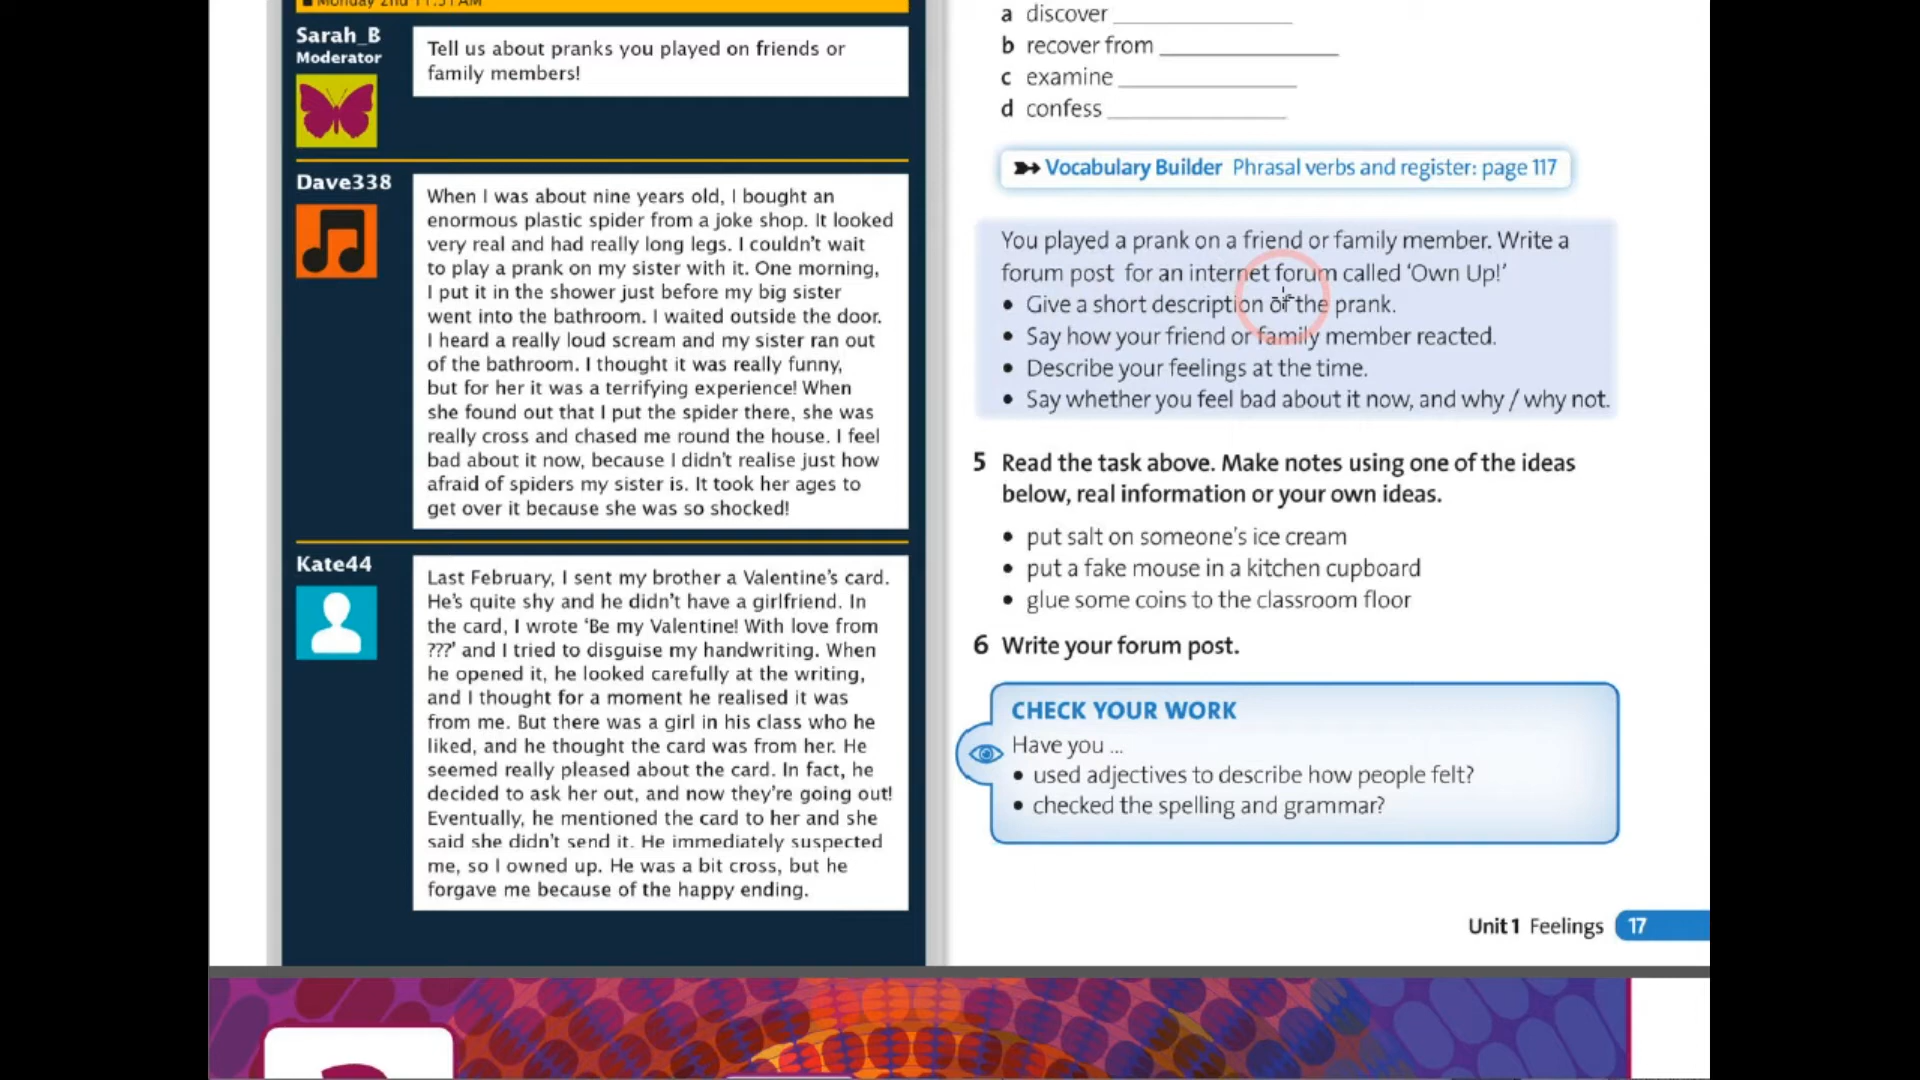 Monday 2nd 11:51 AM
Sarah_B
Moderator
Tell us about pranks you played on friends or
family members!
Dave338
When I was about nine years old, I bought an
enormous plastic spider from a joke shop. It looked
very real and had really long legs. I couldn't wait
to play a prank on my sister with it. One morning,
I put it in the shower just before my big sister
went into the bathroom. I waited outside the door.
I heard a really loud scream and my sister ran out
of the bathroom. I thought it was really funny,
but for her it was a terrifying experience! When
she found out that I put the spider there, she was
really cross and chased me round the house. I feel
bad about it now, because I didn't realise just how
afraid of spiders my sister is. It took her ages to
get over it because she was so shocked!
Kate44
Last February, I sent my brother a Valentine's card.
He's quite shy and he didn't have a girlfriend. In
the card, I wrote 'Be my Valentine! With love from
???' and I tried to disguise my handwriting. When
he opened it, he looked carefully at the writing,
and I thought for a moment he realised it was
from me. But there was a girl in his class who he
liked, and he thought the card was from her. He
seemed really pleased about the card. In fact, he
decided to ask her out, and now they're going out!
Eventually, he mentioned the card to her and she
said she didn't send it. He immediately suspected
me, so I owned up. He was a bit cross, but he
forgave me because of the happy ending.
a discover
b recover from
c examine
d confess
Vocabulary Builder Phrasal verbs and register: page 117
You played a prank on a friend or family member. Write a
forum post for an internet forum called 'Own Up!'
• Give a short description of the prank.
• Say how your friend or family member reacted.
• Describe your feelings at the time.
• Say whether you feel bad about it now, and why / why not.
5 Read the task above. Make notes using one of the ideas
below, real information or your own ideas.
• put salt on someone's ice cream
• put a fake mouse in a kitchen cupboard
• glue some coins to the classroom floor
6 Write your forum post.
CHECK YOUR WORK
Have you ...
• used adjectives to describe how people felt?
• checked the spelling and grammar?
Unit 1 Feelings 17